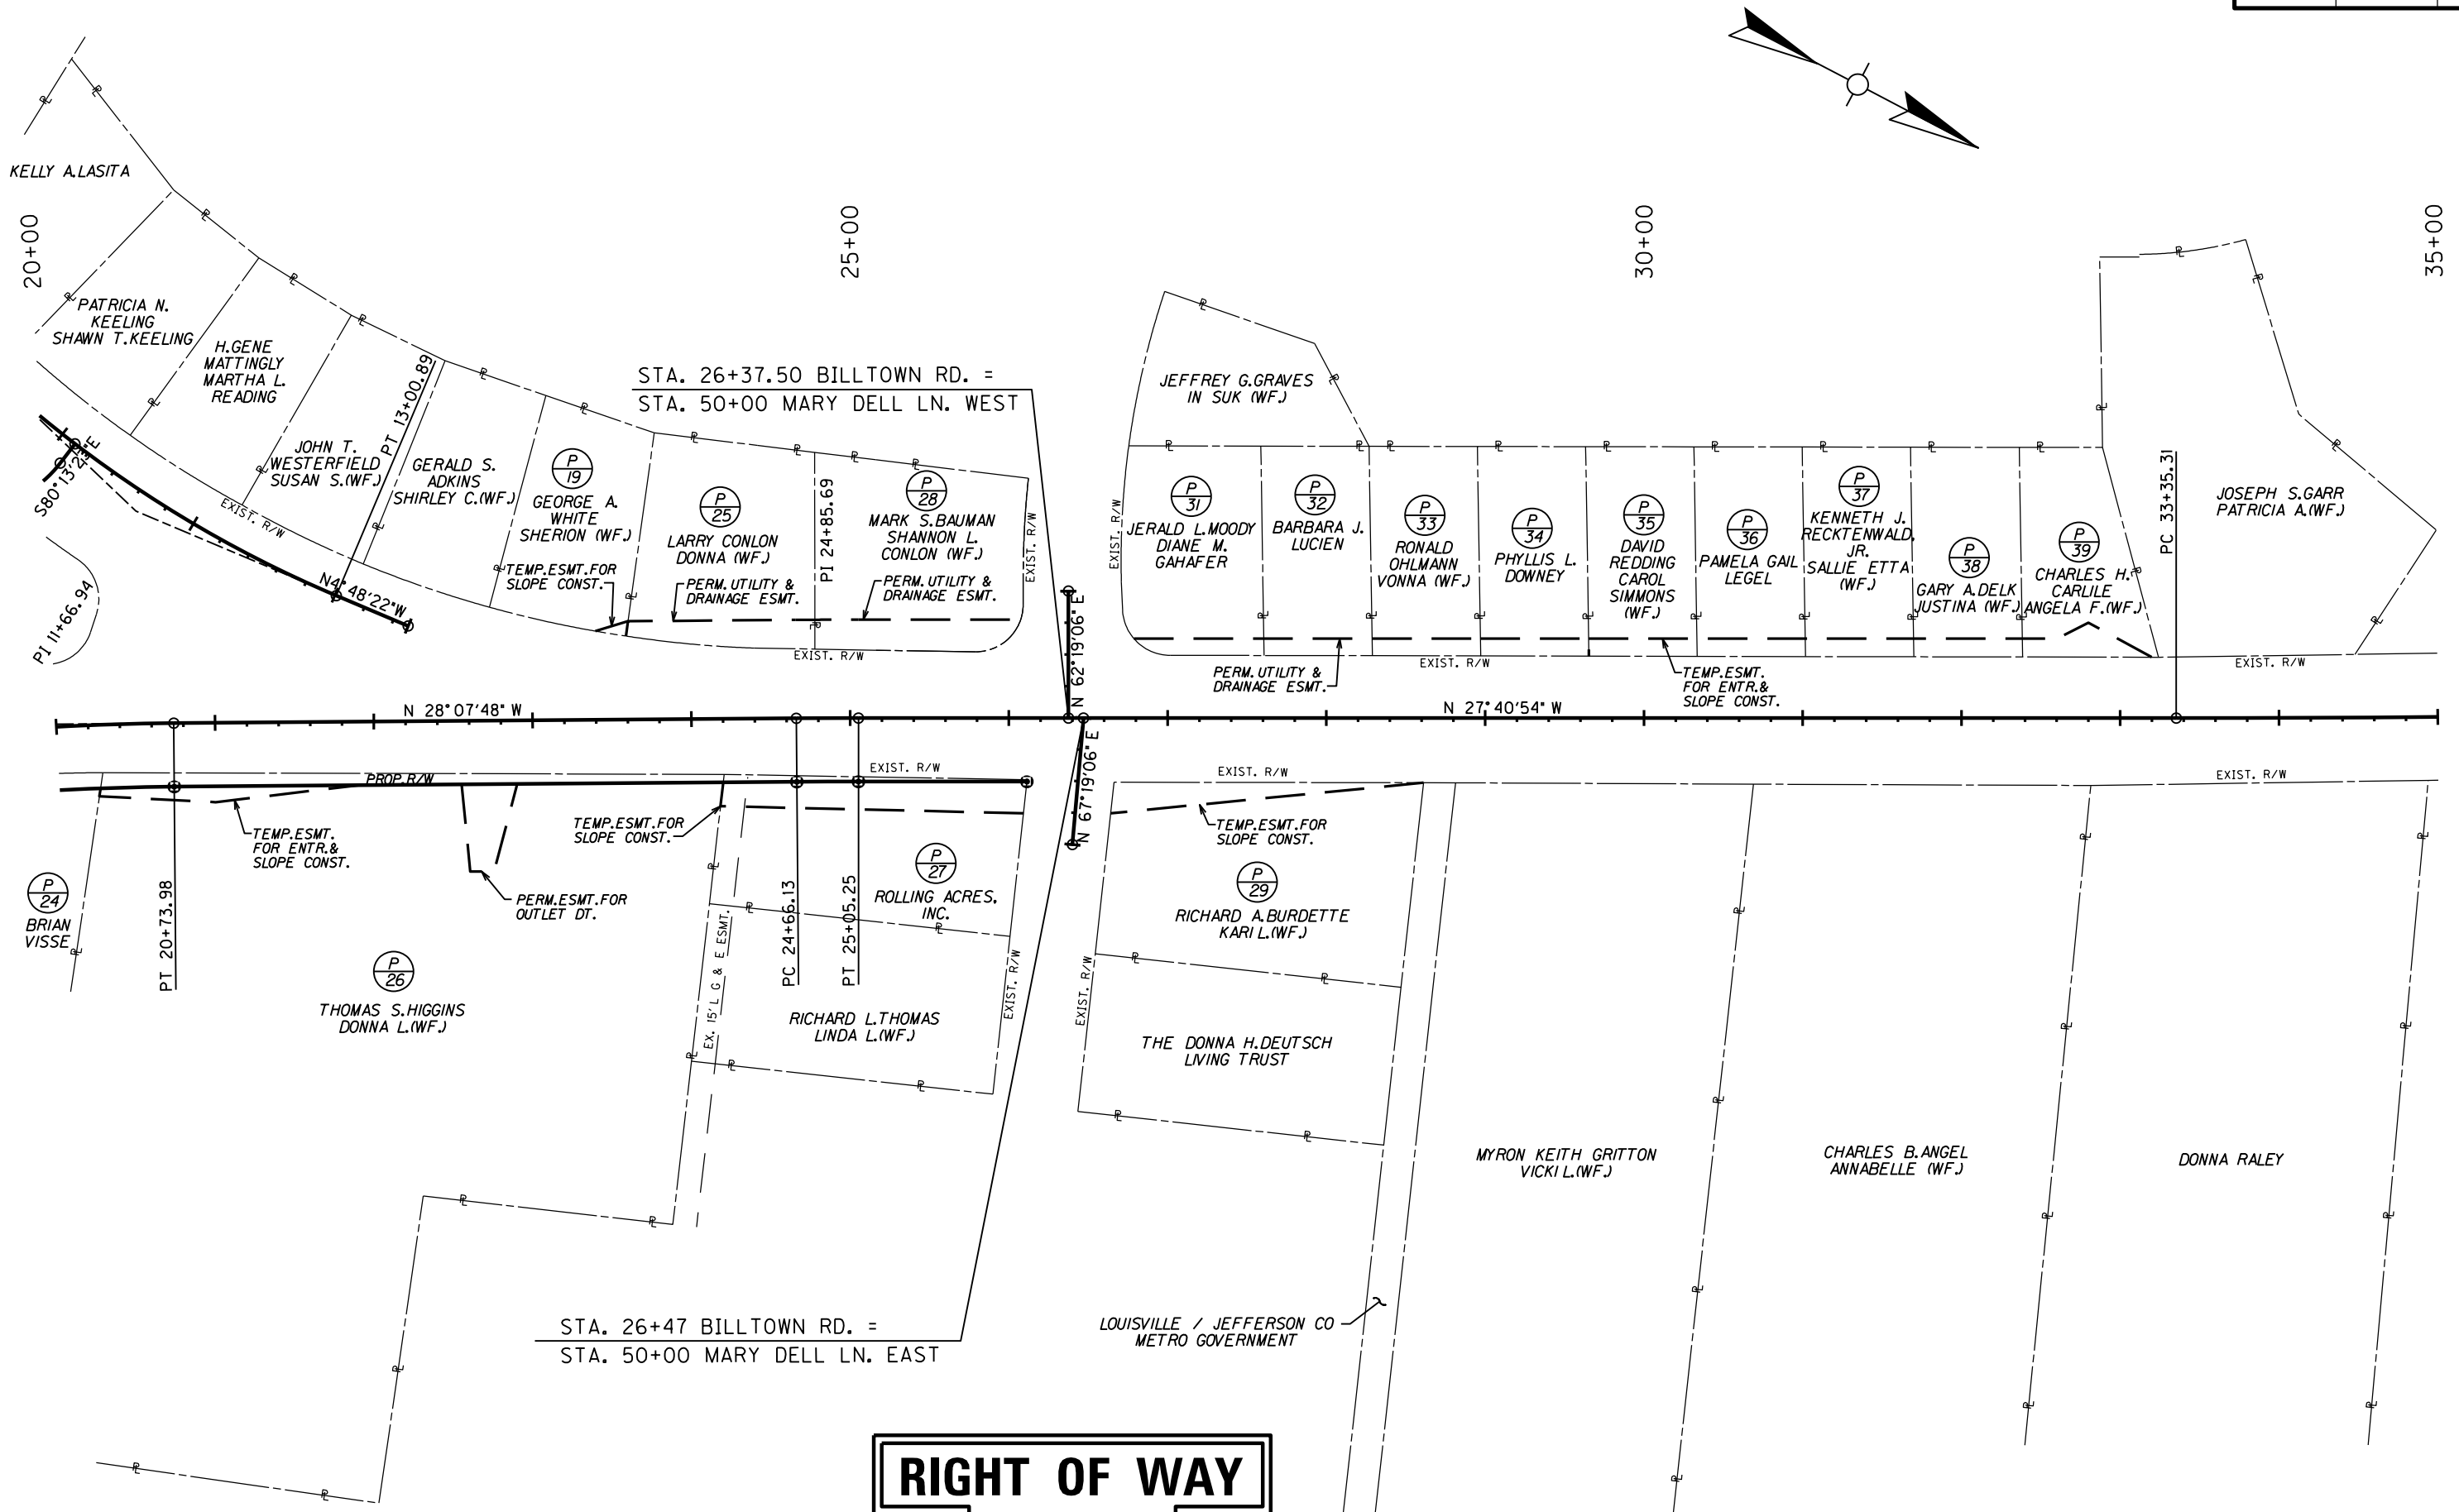 KELLY A. LASITA
20+00
25+00
30+00
35+00
PATRICIA N.
KEELING
SHAWN T. KEELING
H. GENE
MATTINGLY
MARTHA L.
READING
JOHN T.
WESTERFIELD
SUSAN S. (WF.)
PT 13+00.89
GERALD S.
ADKINS
SHIRLEY C. (WF.)
P
19
GEORGE A.
WHITE
SHERION (WF.)
P
25
LARRY CONLON
DONNA (WF.)
PI 24+85.69
P
28
MARK S. BAUMAN
SHANNON L.
CONLON (WF.)
EXIST. R/W
STA. 26+37.50 BILLTOWN RD. =
STA. 50+00 MARY DELL LN. WEST
JEFFREY G. GRAVES
IN SUK (WF.)
EXIST. R/W
P
31
JERALD L. MOODY
DIANE M.
GAHAFER
P
32
BARBARA J.
LUCIEN
P
33
RONALD
OHLMANN
VONNA (WF.)
P
34
PHYLLIS L.
DOWNEY
P
35
DAVID
REDDING
CAROL
SIMMONS
(WF.)
P
36
PAMELA GAIL
LEGEL
P
37
KENNETH J.
RECKTENWALD,
JR.
SALLIE ETTA
(WF.)
P
38
GARY A. DELK
JUSTINA (WF.)
P
39
CHARLES H.
CARLILE
ANGELA F. (WF.)
PC 33+35.31
JOSEPH S. GARR
PATRICIA A. (WF.)
S80°13'23"E
EXIST. R/W
N4°48'22"W
PI 11+66.94
TEMP. ESMT. FOR
SLOPE CONST.
PERM. UTILITY &
DRAINAGE ESMT.
PERM. UTILITY &
DRAINAGE ESMT.
EXIST. R/W
N 62°19'06" E
PERM. UTILITY &
DRAINAGE ESMT.
EXIST. R/W
TEMP. ESMT.
FOR ENTR. &
SLOPE CONST.
EXIST. R/W
N 28°07'48" W
N 27°40'54" W
PROP. R/W
EXIST. R/W
N 67°19'06" E
EXIST. R/W
EXIST. R/W
TEMP. ESMT.
FOR ENTR. &
SLOPE CONST.
TEMP. ESMT. FOR
SLOPE CONST.
TEMP. ESMT. FOR
SLOPE CONST.
PERM. ESMT. FOR
OUTLET DT.
P
24
BRIAN
VISSE
PT 20+73.98
P
26
THOMAS S. HIGGINS
DONNA L. (WF.)
EX. 15' L G & E ESMT.
PC 24+66.13
PT 25+05.25
P
27
ROLLING ACRES,
INC.
RICHARD L. THOMAS
LINDA L. (WF.)
EXIST. R/W
EXIST. R/W
P
29
RICHARD A. BURDETTE
KARI L. (WF.)
THE DONNA H. DEUTSCH
LIVING TRUST
MYRON KEITH GRITTON
VICKI L. (WF.)
CHARLES B. ANGEL
ANNABELLE (WF.)
DONNA RALEY
STA. 26+47 BILLTOWN RD. =
STA. 50+00 MARY DELL LN. EAST
LOUISVILLE / JEFFERSON CO
METRO GOVERNMENT
RIGHT OF WAY